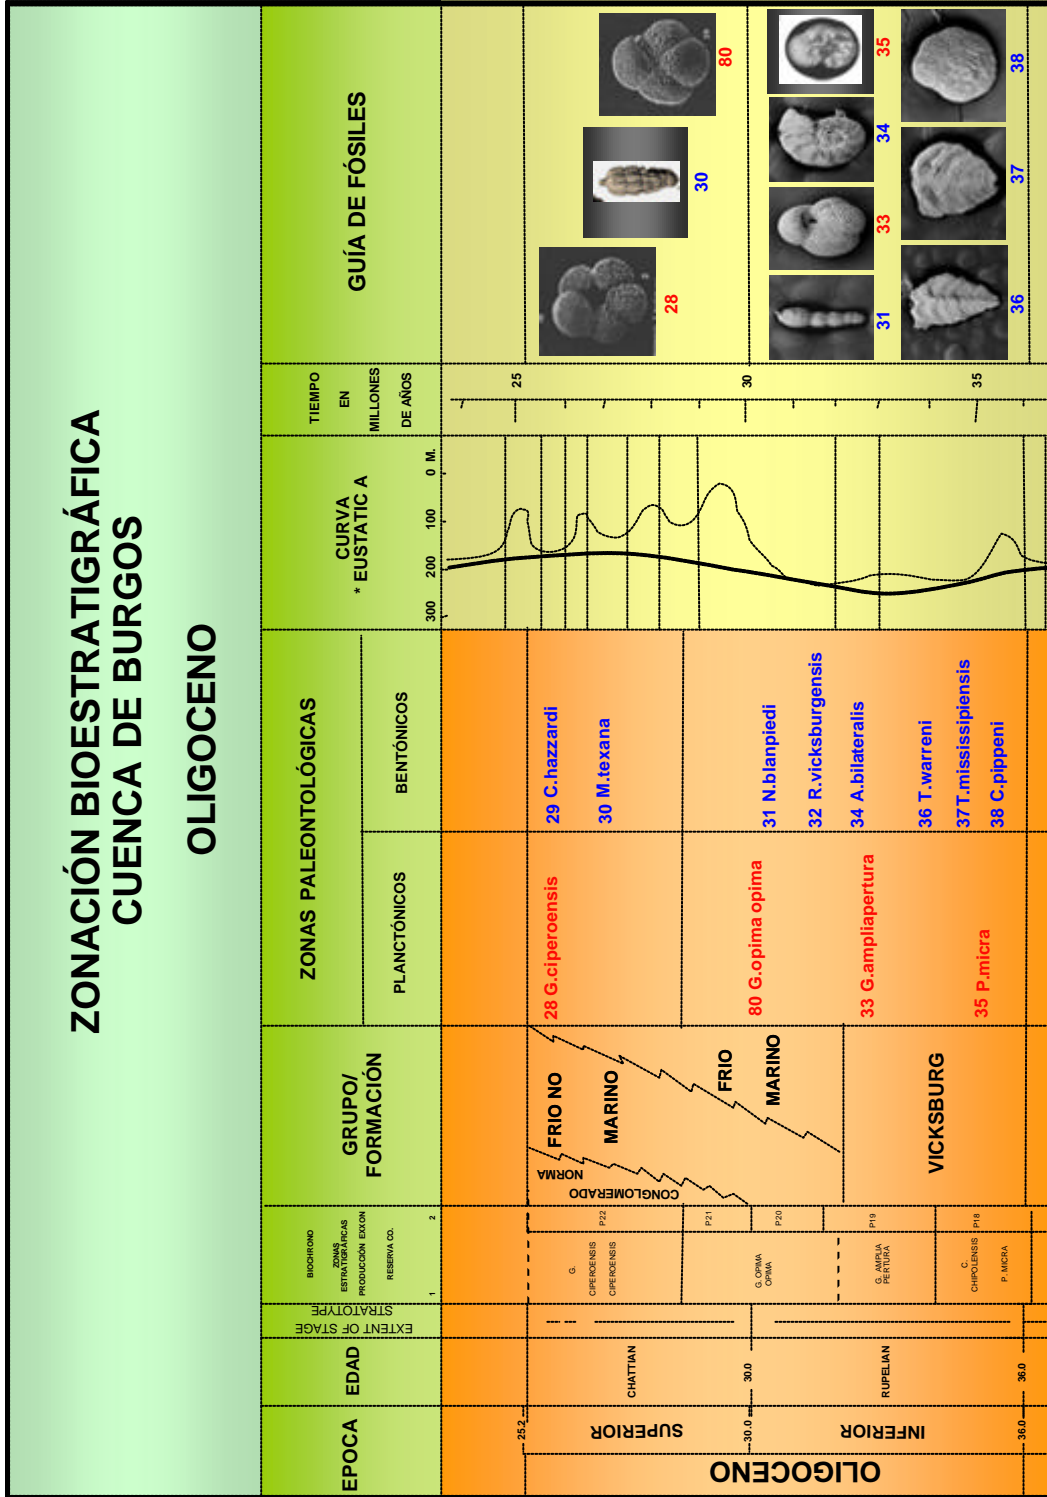 ZONACIÓN BIOESTRATIGRÁFICA
CUENCA DE BURGOS
OLIGOCENO
EPOCA
EDAD
EXTENT OF STAGE
STRATOTYPE
BIOCHRONO
ZONAS
ESTRATIGRÁFICAS
PRODUCCIÓN EXXON
RESERVA CO.
1
2
GRUPO/
FORMACIÓN
ZONAS PALEONTOLÓGICAS
PLANCTÓNICOS
BENTÓNICOS
CURVA
* EUSTATIC A
300
200
100
0 M.
TIEMPO
EN
MILLONES
DE AÑOS
GUÍA DE FÓSILES
OLIGOCENO
25.2
SUPERIOR
30.0
INFERIOR
36.0
CHATTIAN
30.0
RUPELIAN
36.0
G.
CIPEROENSIS
CIPEROENSIS
G. OPIMA
OPIMA
G. AMPLIA
PERTURA
C.
CHIPOLENSIS
P. MICRA
P22
P21
P20
P19
P18
NORMA
CONGLOMERADO
FRIO NO
MARINO
FRIO
MARINO
VICKSBURG
28 G.ciperoensis
80 G.opima opima
33 G.ampliapertura
35 P.micra
29 C.hazzardi
30 M.texana
31 N.blanpiedi
32 R.vicksburgensis
34 A.bilateralis
36 T.warreni
37T.mississipiensis
38 C.pippeni
25
30
35
28
30
80
31
33
34
35
36
37
38